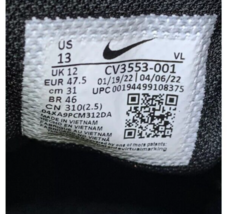 US
13
VL
UK 12
CV3553-001
EUR 47.5
01/19/22 | 04/06/22
cm 31
UPC 00194499108375
BR 46
CN 310(2.5)
MADE IN VIETNAM